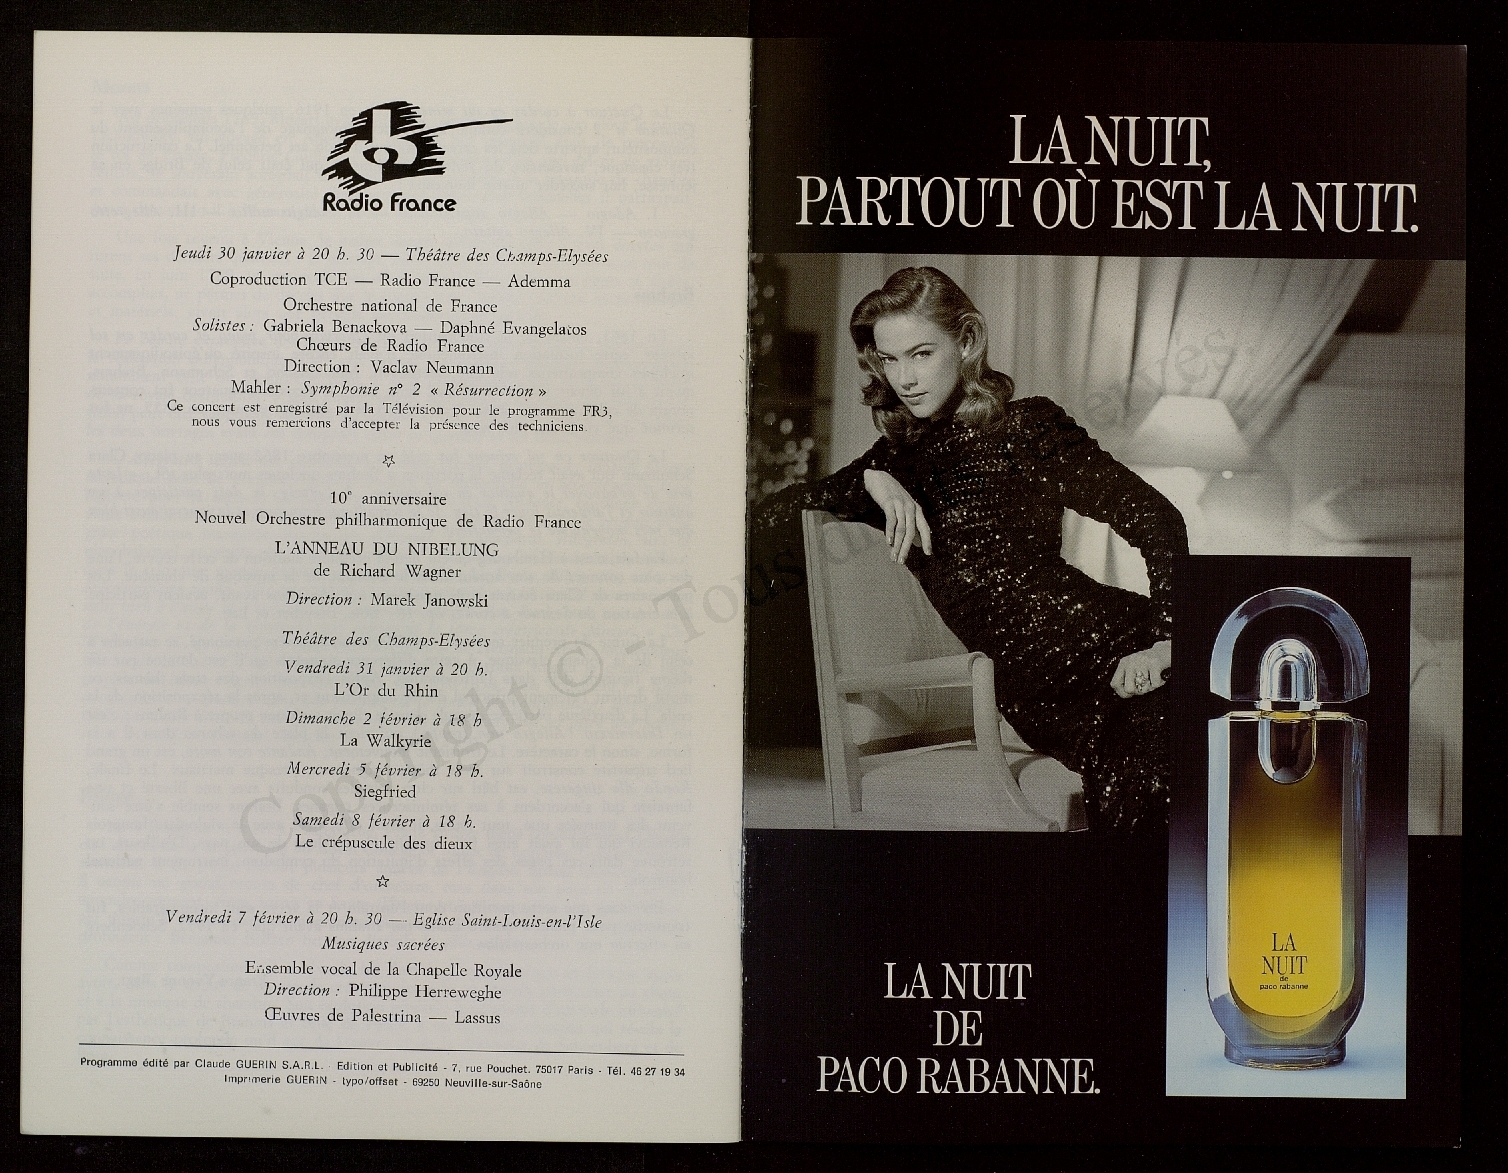 Radio France
Jeudi 30 janvier à 20 h. 30 — Théâtre des Champs-Elysées
Coproduction TCE — Radio France — Ademma
Orchestre national de France
Solistes : Gabriela Benackova — Daphné Evangelatos
Chœurs de Radio France
Direction : Vaclav Neumann
Mahler : Symphonie n° 2 « Résurrection »
Ce concert est enregistré par la Télévision pour le programme FR3,
nous vous remercions d'accepter la présence des techniciens.
10e anniversaire
Nouvel Orchestre philharmonique de Radio France
L'ANNEAU DU NIBELUNG
de Richard Wagner
Direction : Marek Janowski
Théâtre des Champs-Elysées
Vendredi 31 janvier à 20 h.
L'Or du Rhin
Dimanche 2 février à 18 h
La Walkyrie
Mercredi 5 février à 18 h.
Siegfried
Samedi 8 février à 18 h.
Le crépuscule des dieux
Vendredi 7 février à 20 h. 30 — Eglise Saint-Louis-en-l'Isle
Musiques sacrées
Ensemble vocal de la Chapelle Royale
Direction : Philippe Herreweghe
Œuvres de Palestrina — Lassus
Programme édité par Claude GUERIN S.A.R.L. - Edition et Publicité - 7, rue Pouchet. 75017 Paris - Tél. 46 27 19 34
Imprimerie GUERIN - typo/offset - 69250 Neuville-sur-Saône
LA NUIT,
PARTOUT OÙ EST LA NUIT.
LA
NUIT
de
paco rabanne
LA NUIT
DE
PACO RABANNE.
Copyright © - Tous droits réservés